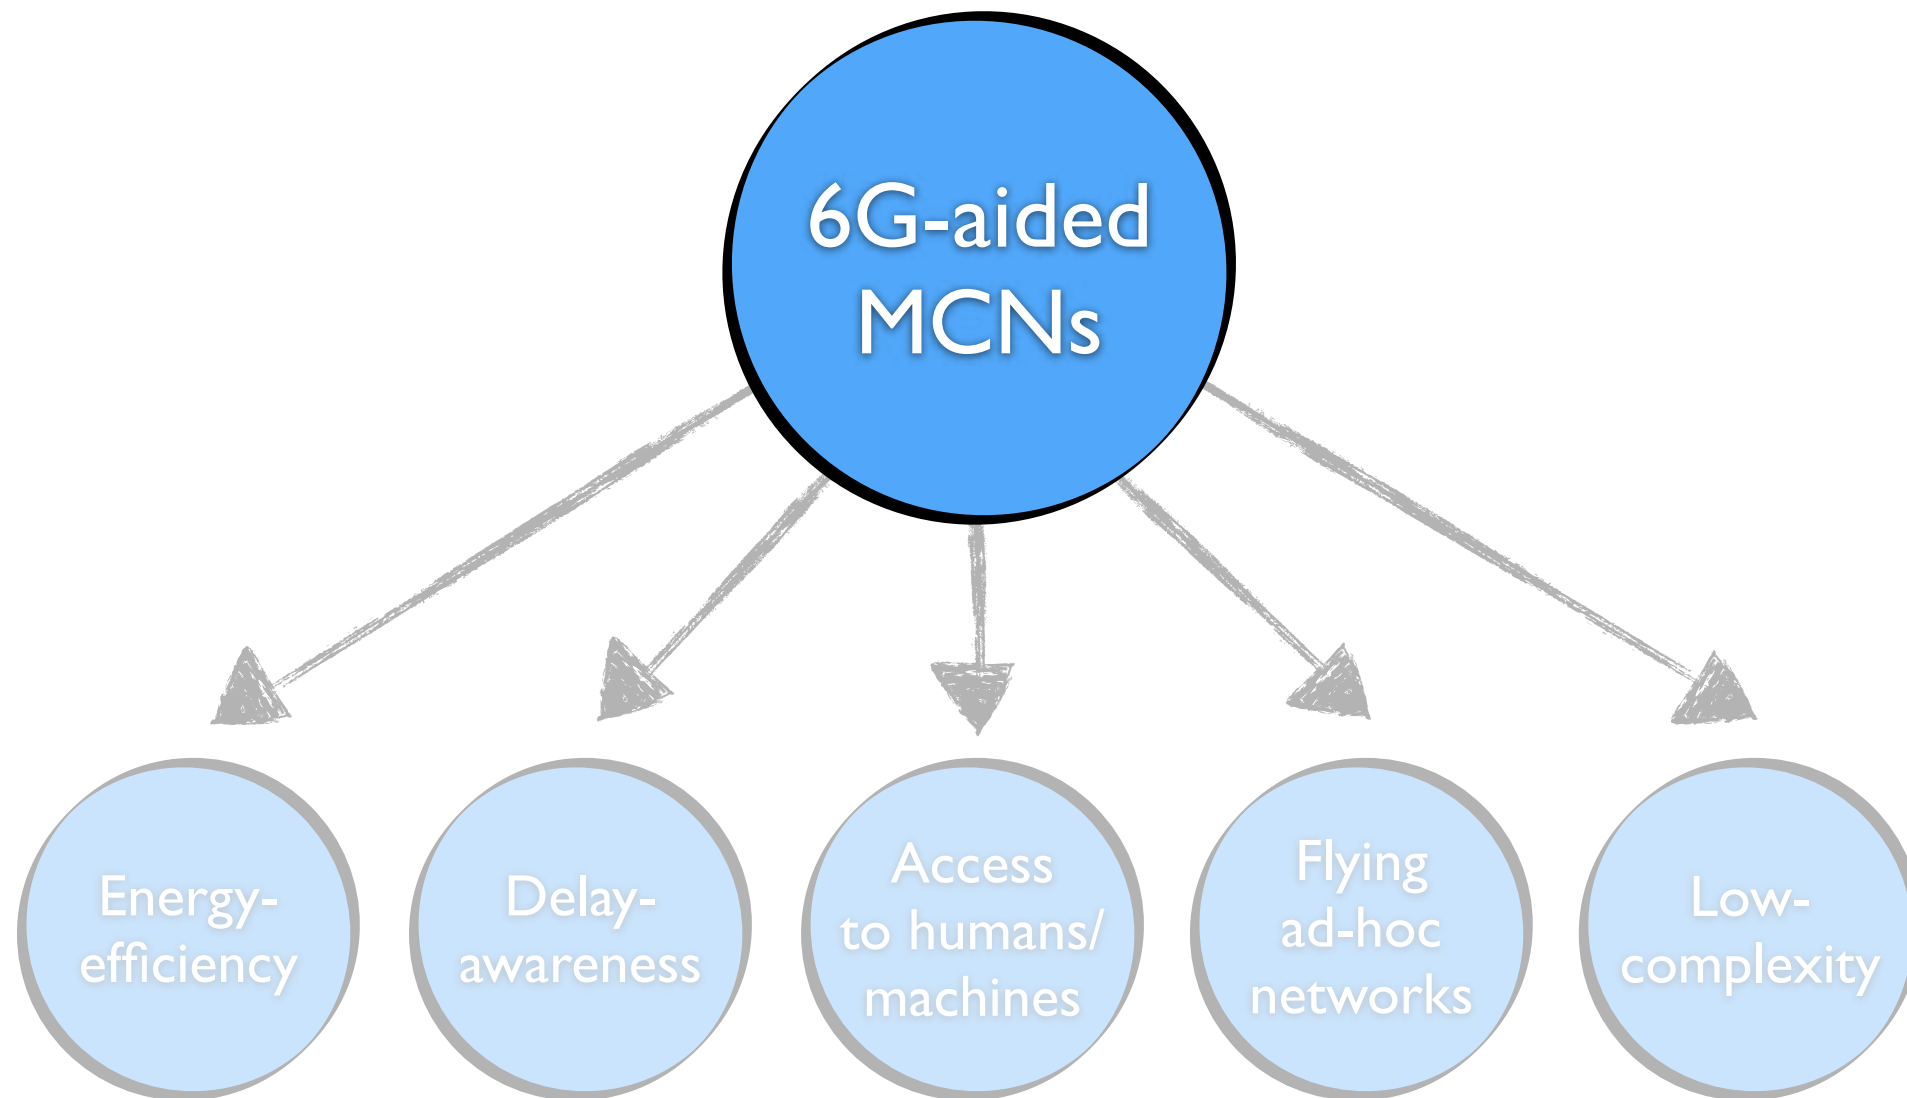 6G-aided
MCNs
Energy-
efficiency
Delay-
awareness
Access
to humans/
machines
Flying
ad-hoc
networks
Low-
complexity